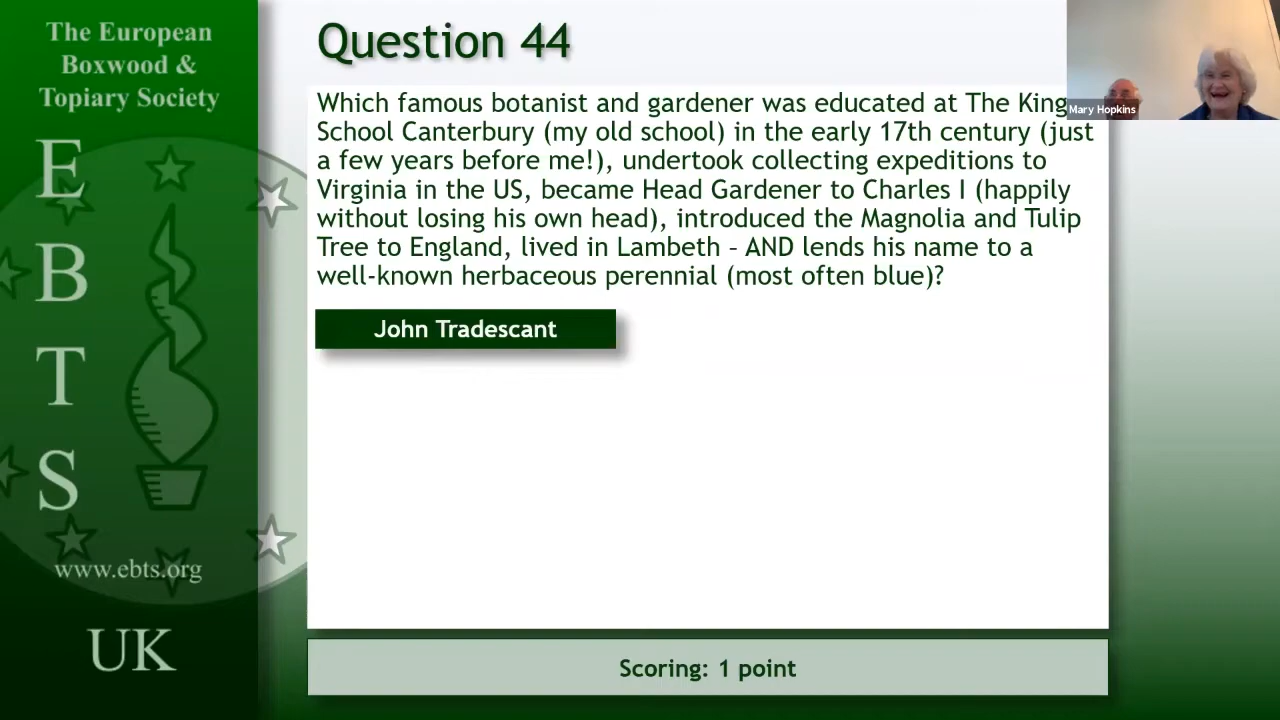 The European
Boxwood &
Topiary Society
E
B
T
S
www.ebts.org
UK
Question 44
Which famous botanist and gardener was educated at The King
School Canterbury (my old school) in the early 17th century (just
a few years before me!), undertook collecting expeditions to
Virginia in the US, became Head Gardener to Charles I (happily
without losing his own head), introduced the Magnolia and Tulip
Tree to England, lived in Lambeth – AND lends his name to a
well-known herbaceous perennial (most often blue)?
John Tradescant
Scoring: 1 point
Mary Hopkins